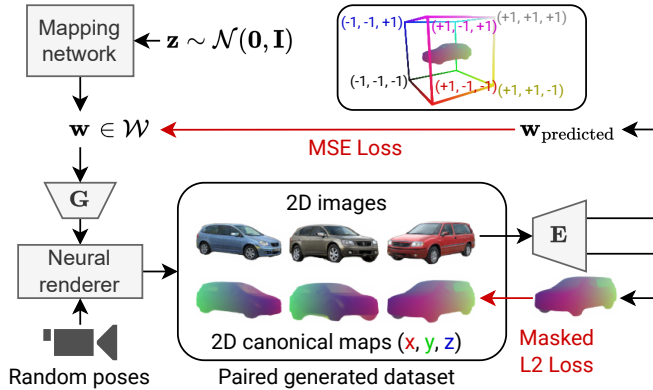 Mapping
network
z ∼ N(0, I)
(-1, -1, +1)
(+1, -1, +1)
(+1, +1, +1)
(-1, -1, -1)
(+1, -1, -1)
(+1, +1, -1)
w ∈ W
MSE Loss
w predicted
G
2D images
Neural
renderer
E
2D canonical maps (x, y, z)
Masked
L2 Loss
Random poses
Paired generated dataset